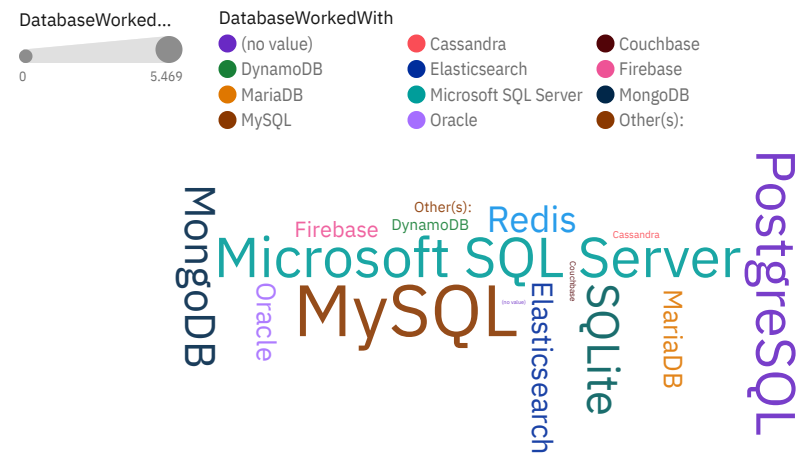 DatabaseWorked...
0
5.469
DatabaseWorkedWith
(no value)
Cassandra
Couchbase
DynamoDB
Elasticsearch
Firebase
MariaDB
Microsoft SQL Server
MongoDB
MySQL
Oracle
Other(s):
PostgreSQL
MongoDB
Other(s):
Redis
Firebase
DynamoDB
Cassandra
Microsoft SQL Server
Couchbase
Oracle
MySQL
(no value)
Elasticsearch
SQLite
MariaDB